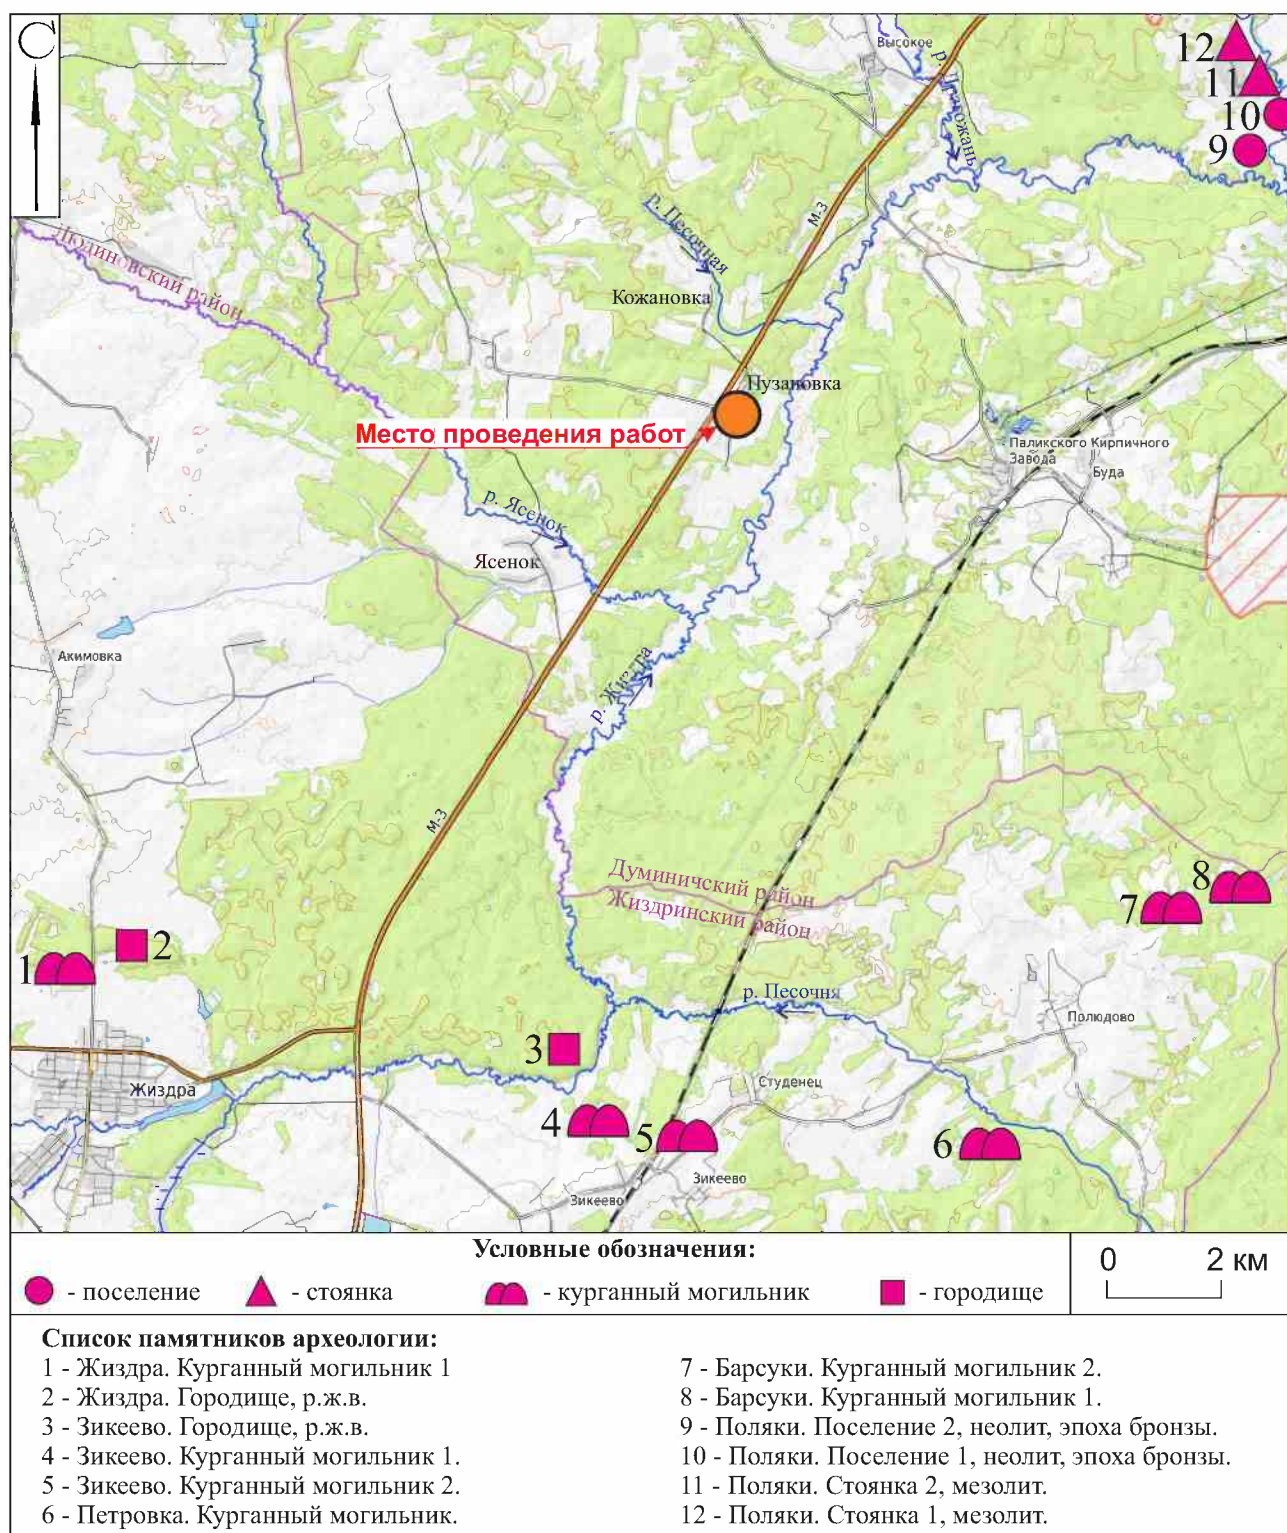 С
Высокое
12
р. Дрожань
11
10
9
р. Песочная
М-3
Людиновский район
Кожановка
Пузановка
Место проведения работ
Паликского Кирпичного
Завода
Буда
р. Ясенок
Ясенок
Акимовка
р. Жиздра
М-3
Думиничский район
Жиздринский район
8
7
1
2
р. Песочня
Полюдово
3
Жиздра
Студенец
4
5
6
Зикеево
Зикеево
Условные обозначения:
- поселение
- стоянка
- курганный могильник
- городище
0 2 км
Список памятников археологии:
1 - Жиздра. Курганный могильник 1
2 - Жиздра. Городище, р.ж.в.
3 - Зикеево. Городище, р.ж.в.
4 - Зикеево. Курганный могильник 1.
5 - Зикеево. Курганный могильник 2.
6 - Петровка. Курганный могильник.
7 - Барсуки. Курганный могильник 2.
8 - Барсуки. Курганный могильник 1.
9 - Поляки. Поселение 2, неолит, эпоха бронзы.
10 - Поляки. Поселение 1, неолит, эпоха бронзы.
11 - Поляки. Стоянка 2, мезолит.
12 - Поляки. Стоянка 1, мезолит.